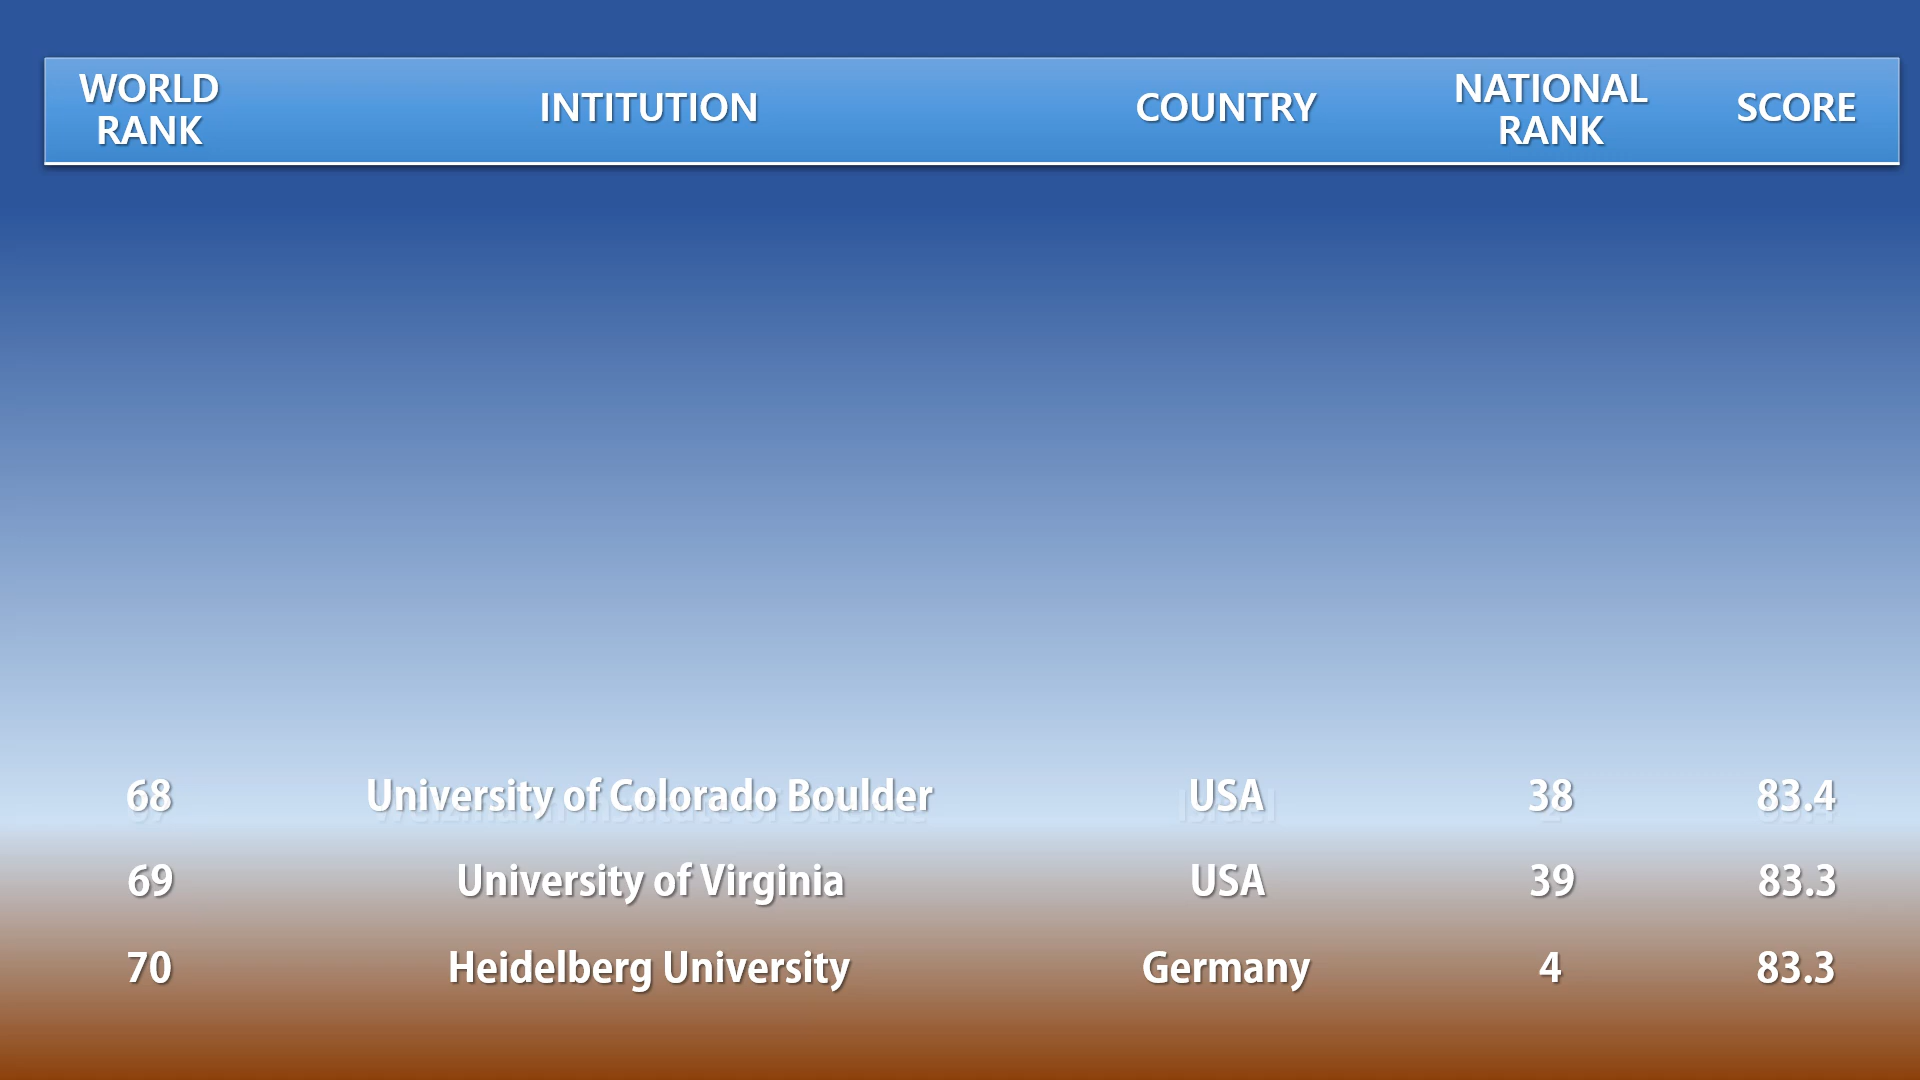 WORLD RANK INTITUTION COUNTRY NATIONAL RANK SCORE
68 University of Colorado Boulder USA 38 83.4
69 University of Virginia USA 39 83.3
70 Heidelberg University Germany 4 83.3